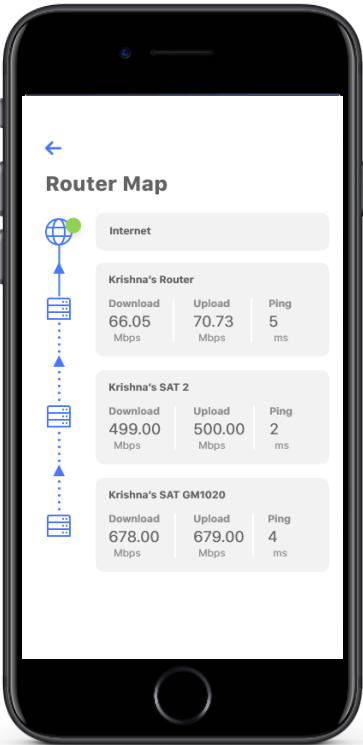 Router Map
Internet
Krishna's Router
Download Upload Ping
66.05 70.73 5
Mbps Mbps ms
Krishna's SAT 2
Download Upload Ping
499.00 500.00 2
Mbps Mbps ms
Krishna's SAT GM1020
Download Upload Ping
678.00 679.00 4
Mbps Mbps ms